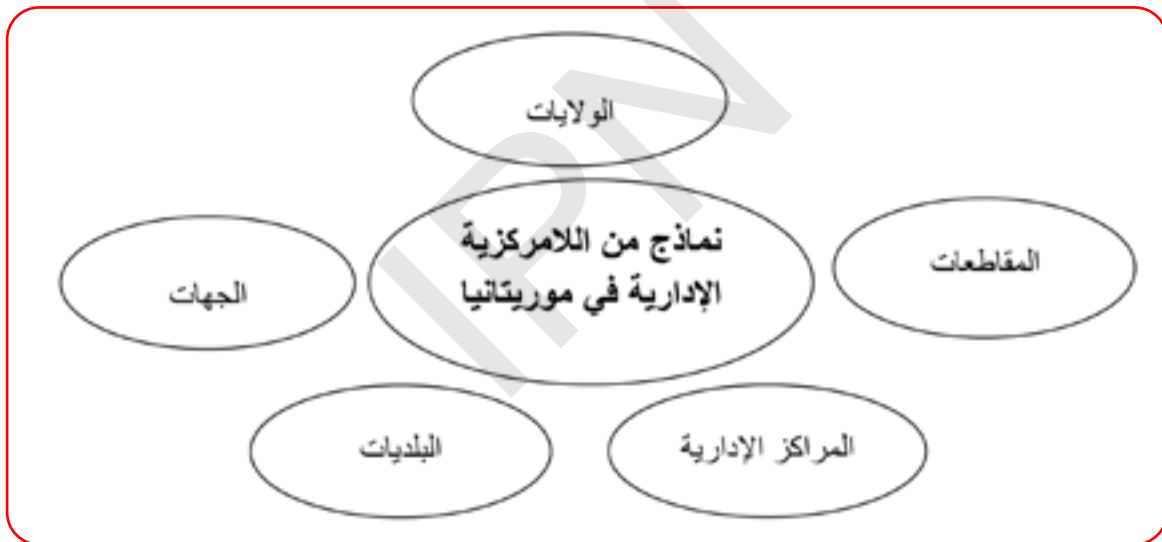 الولايات
نماذج من اللامركزية
الإدارية في موريتانيا
المقاطعات
الجهات
المراكز الإدارية
البلديات
IPN